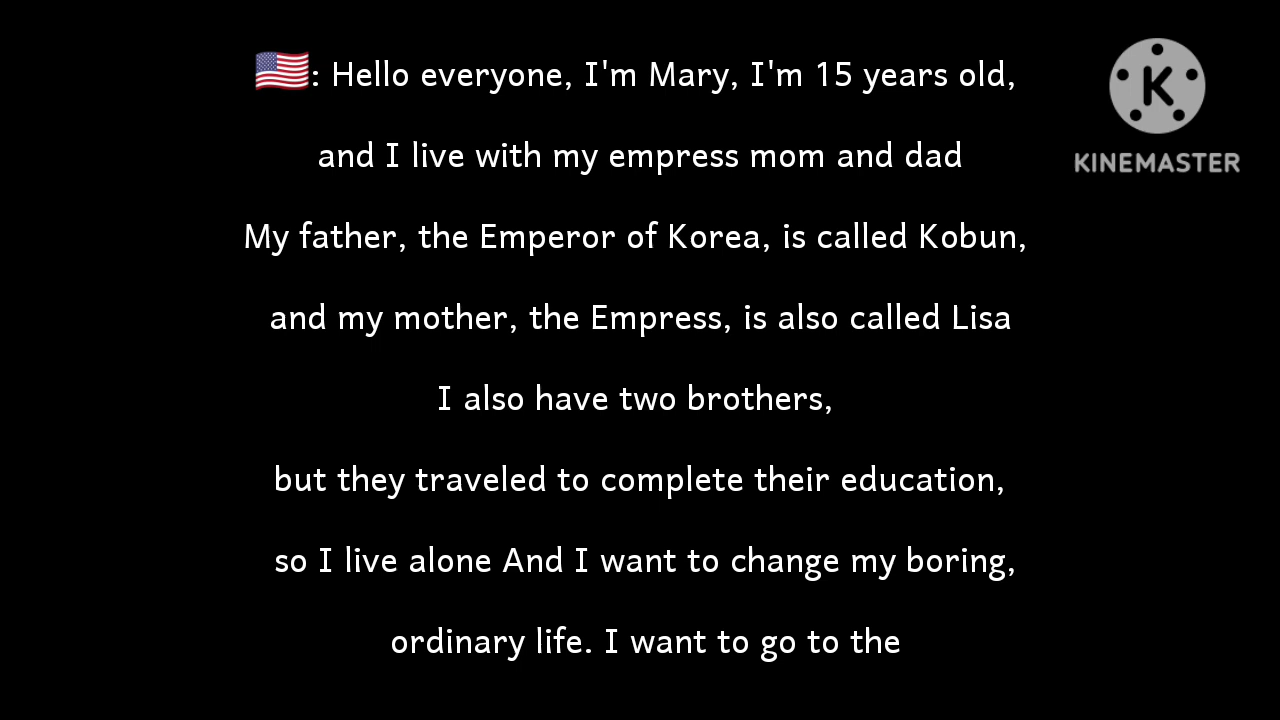 🇺🇸: Hello everyone, I'm Mary, I'm 15 years old,
and I live with my empress mom and dad
My father, the Emperor of Korea, is called Kobun,
and my mother, the Empress, is also called Lisa
I also have two brothers,
but they traveled to complete their education,
so I live alone And I want to change my boring,
ordinary life. I want to go to the
K
KINEMASTER